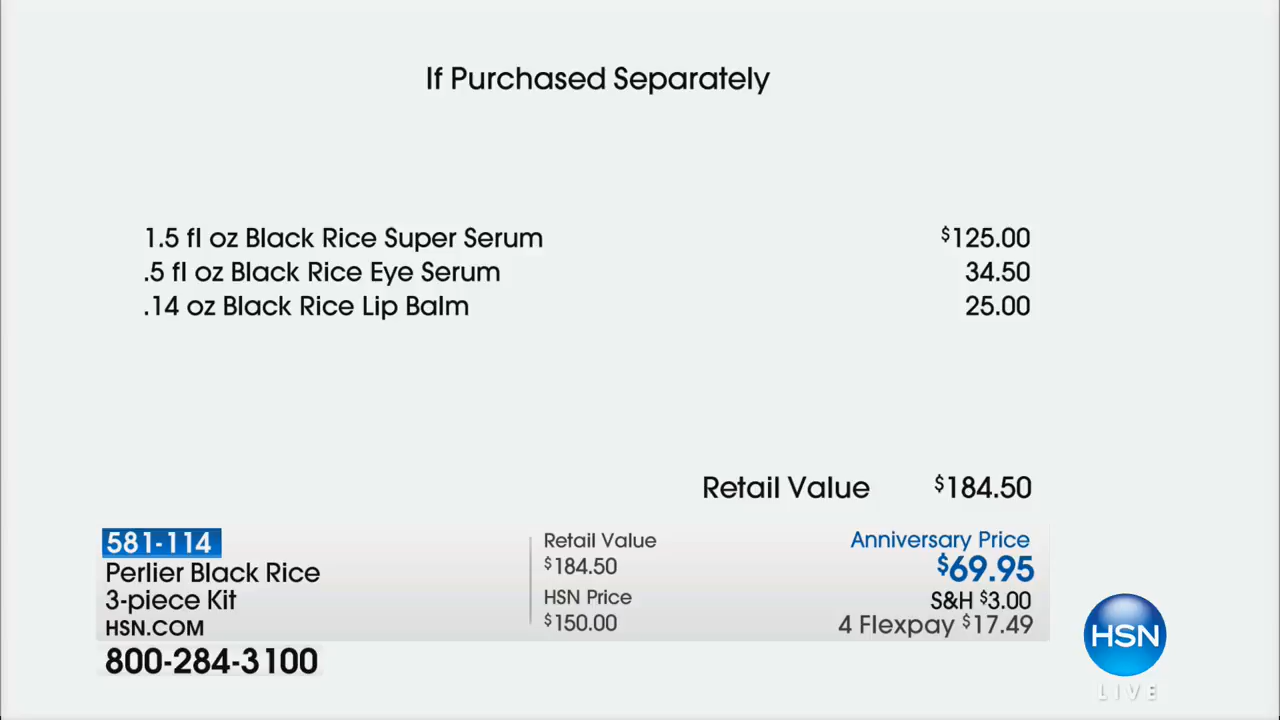 If Purchased Separately
1.5 fl oz Black Rice Super Serum $125.00
.5 fl oz Black Rice Eye Serum 34.50
.14 oz Black Rice Lip Balm 25.00
Retail Value $184.50
581-114
Perlier Black Rice
3-piece Kit
HSN.COM
800-284-3100
Retail Value
$184.50
HSN Price
$150.00
Anniversary Price
$69.95
S&H $3.00
4 Flexpay $17.49
HSN
LIVE